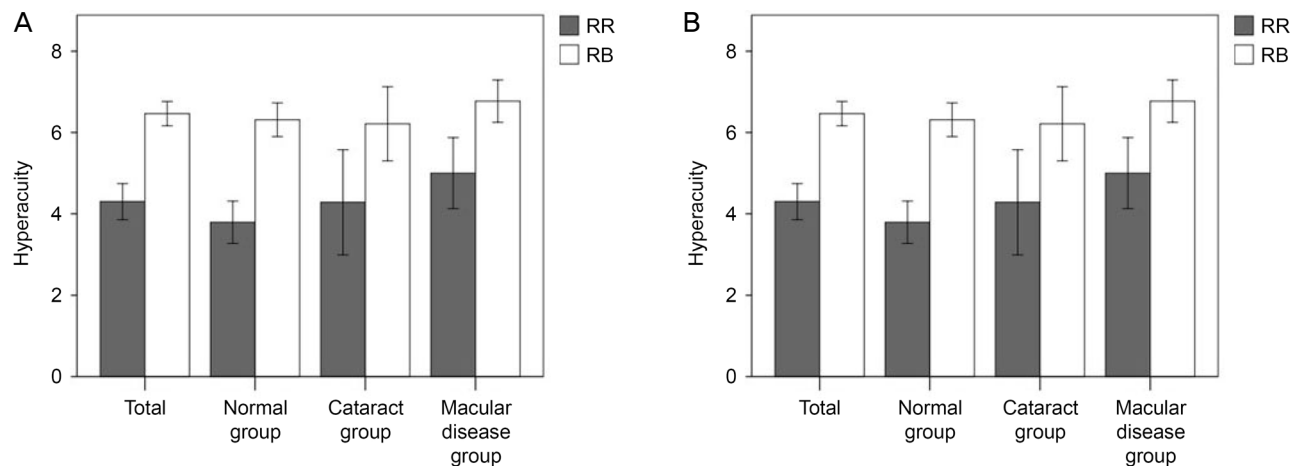 A
RR
RB
8
6
4
2
0
Hyperacuity
Total
Normal
group
Cataract
group
Macular
disease group
B
RR
RB
8
6
4
2
0
Hyperacuity
Total
Normal
group
Cataract
group
Macular
disease group